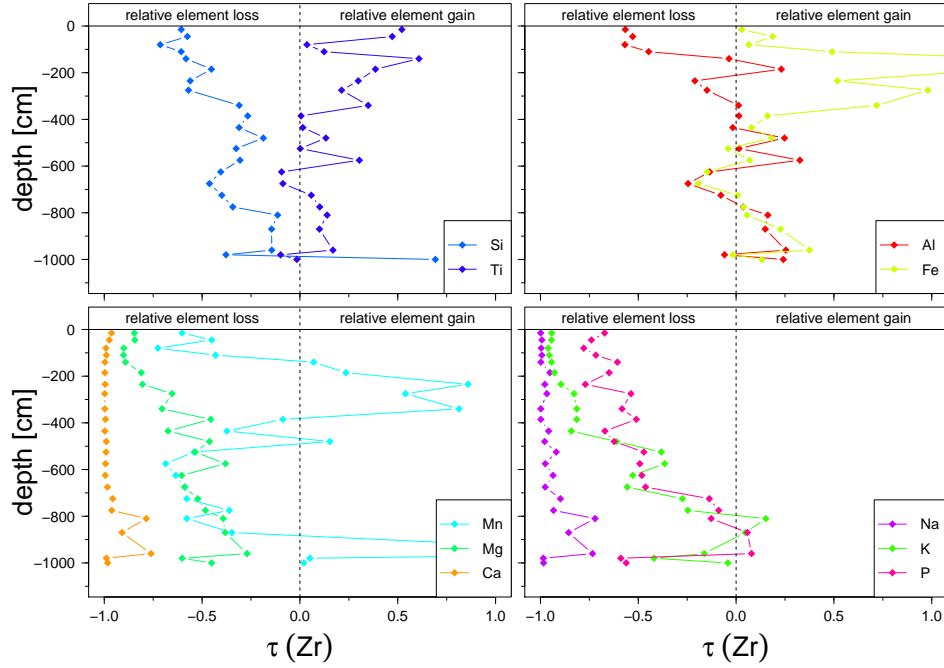 relative element loss relative element gain
relative element loss relative element gain
0
−200
−400
−600
−800
−1000
depth [cm]
Si
Ti
Al
Fe
relative element loss relative element gain
relative element loss relative element gain
0
−200
−400
−600
−800
−1000
depth [cm]
Mn
Mg
Ca
Na
K
P
−1.0 −0.5 0.0 0.5 1.0
−1.0 −0.5 0.0 0.5 1.0
τ (Zr)
τ (Zr)